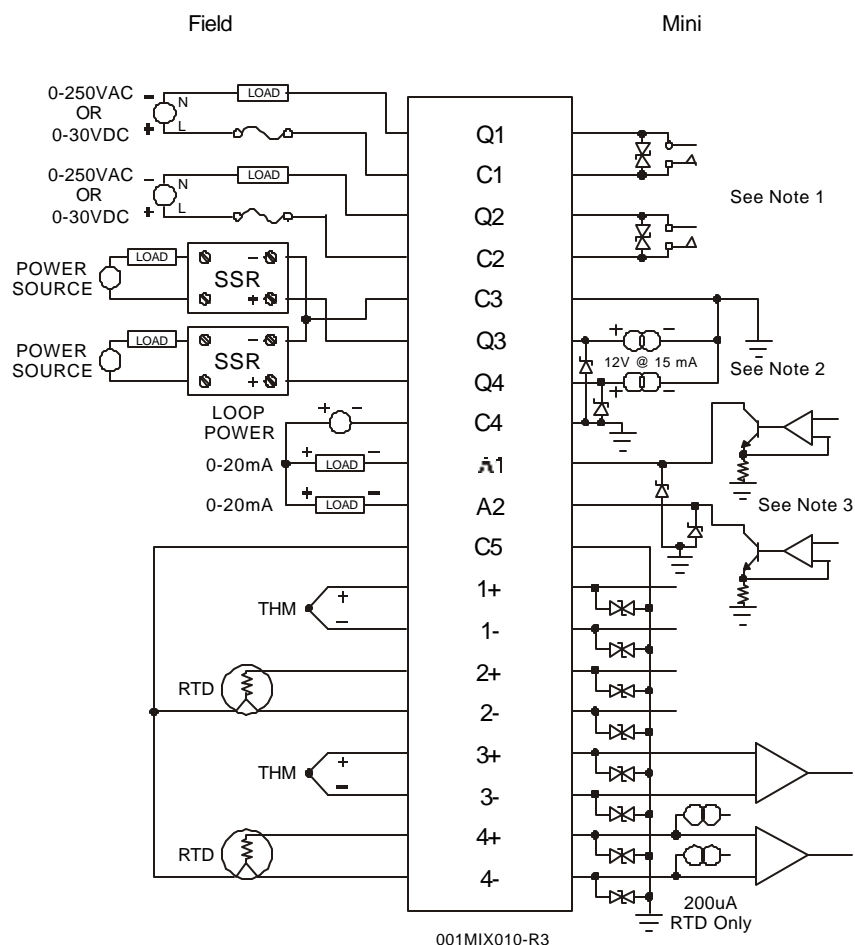 Field
Mini
0-250VAC
OR
0-30VDC
-
+
N
L
LOAD
0-250VAC
OR
0-30VDC
-
+
N
L
LOAD
POWER
SOURCE
LOAD
SSR
-
+
POWER
SOURCE
LOAD
SSR
-
+
LOOP
POWER
+ -
0-20mA
+ LOAD -
0-20mA
+ LOAD -
THM
+
-
RTD
THM
+
-
RTD
Q1
C1
Q2
C2
C3
Q3
Q4
C4
A1
A2
C5
1+
1-
2+
2-
3+
3-
4+
4-
See Note 1
+ -
12V @ 15 mA
+ -
See Note 2
See Note 3
200uA
RTD Only
001MIX010-R3